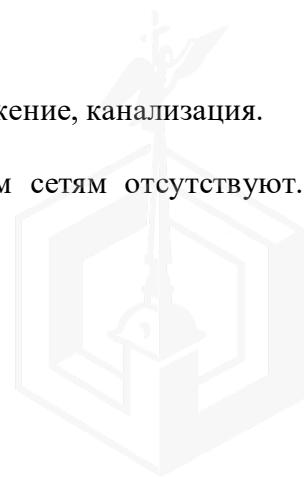 жение, канализация.
м сетям отсутствуют.